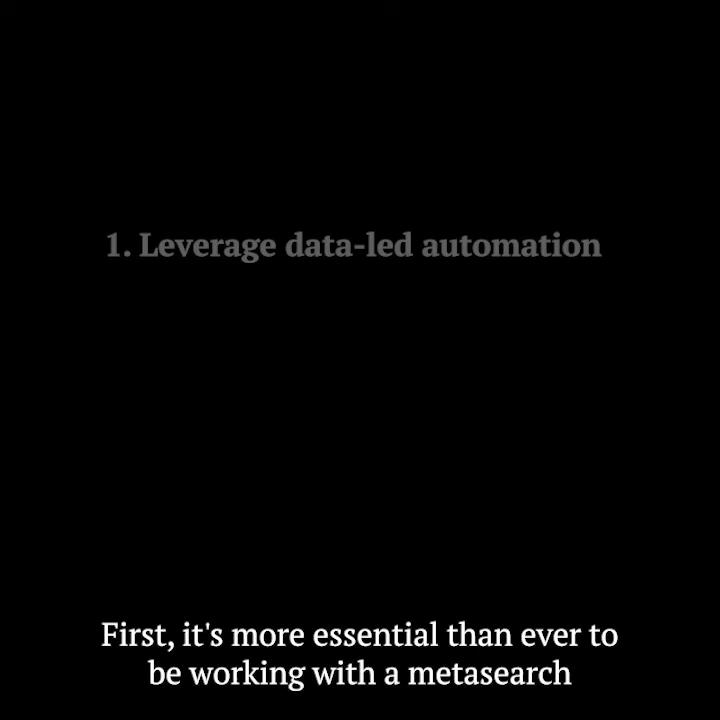 1. Leverage data-led automation
First, it's more essential than ever to
be working with a metasearch